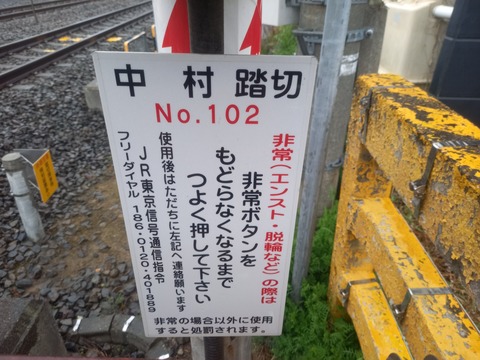 中村踏切
No.102
非常(エンスト・脱輪など)の際は
非常ボタンを
もどらなくなるまで
つよく押して下さい
使用後はただちに左記へ連絡願います
JR東京信号通信指令
フリーダイヤル 186・0120・401889
非常の場合以外に使用
すると処罰されます。